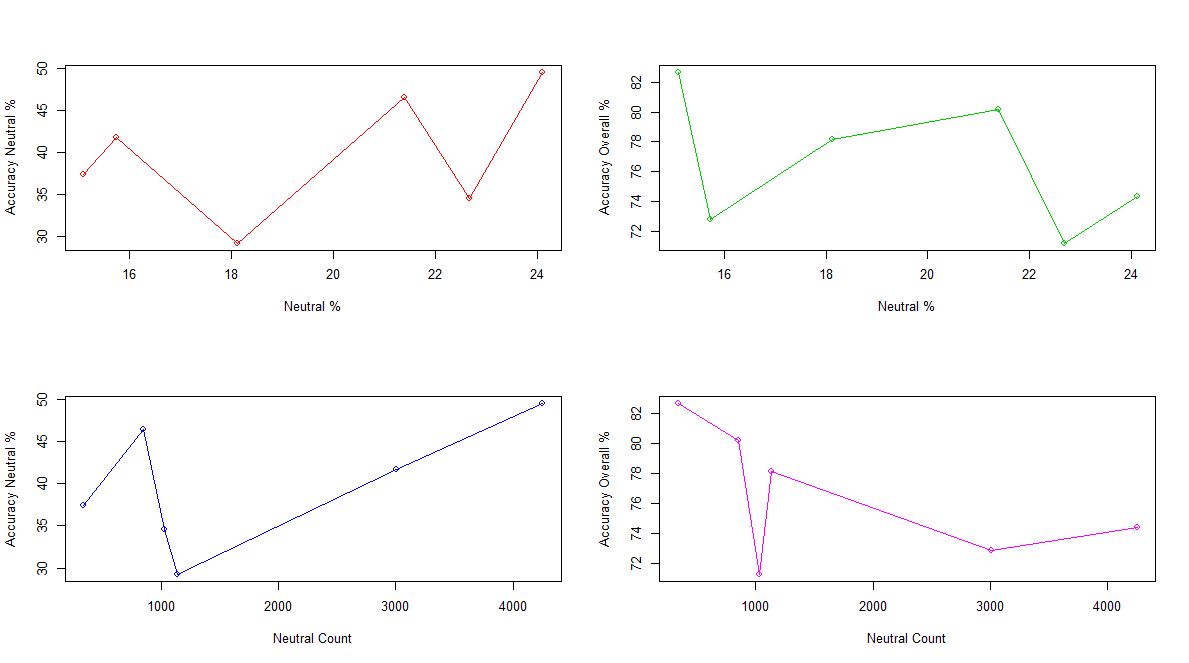 50
45
40
35
30
Accuracy Neutral %
16 18 20 22 24
Neutral %
82
80
78
76
74
72
Accuracy Overall %
16 18 20 22 24
Neutral %
50
45
40
35
30
Accuracy Neutral %
1000 2000 3000 4000
Neutral Count
82
80
78
76
74
72
Accuracy Overall %
1000 2000 3000 4000
Neutral Count